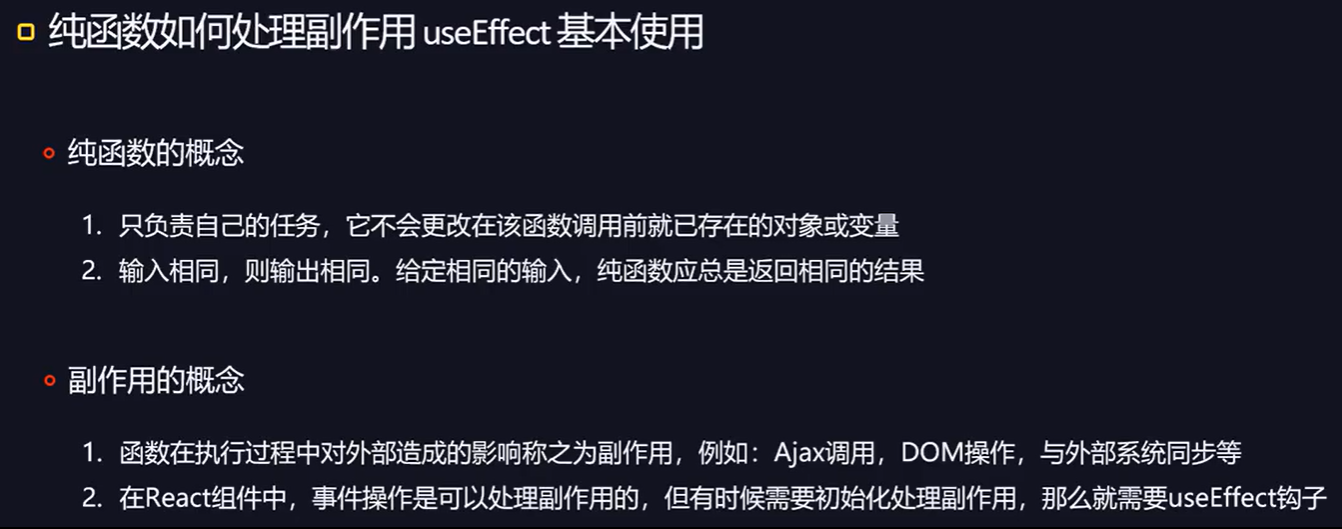 纯函数如何处理副作用 useEffect 基本使用
纯函数的概念
1. 只负责自己的任务，它不会更改在该函数调用前就已存在的对象或变量
2. 输入相同，则输出相同。给定相同的输入，纯函数应总是返回相同的结果
副作用的概念
1. 函数在执行过程中对外部造成的影响称之为副作用，例如：Ajax调用，DOM操作，与外部系统同步等
2. 在React组件中，事件操作是可以处理副作用的，但有时候需要初始化处理副作用，那么就需要useEffect钩子